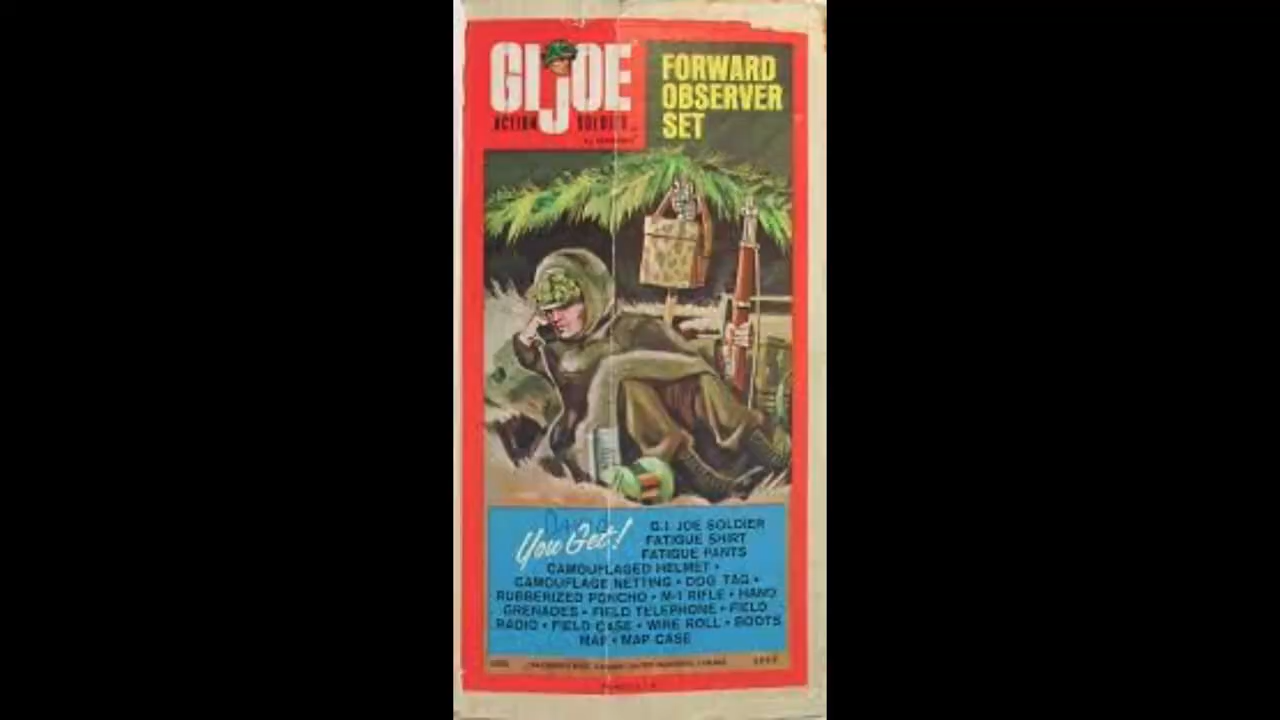 GI JOE
ACTION SOLDIER
FORWARD
OBSERVER
SET
You Get!
G.I. JOE SOLDIER
FATIGUE SHIRT
FATIGUE PANTS
CAMOUFLAGED HELMET •
CAMOUFLAGE NETTING • DOG TAG •
RUBBERIZED PONCHO • M-1 RIFLE • HAND
GRENADES • FIELD TELEPHONE • FIELD
RADIO • FIELD CASE • WIRE ROLL • BOOTS
MAP • MAP CASE